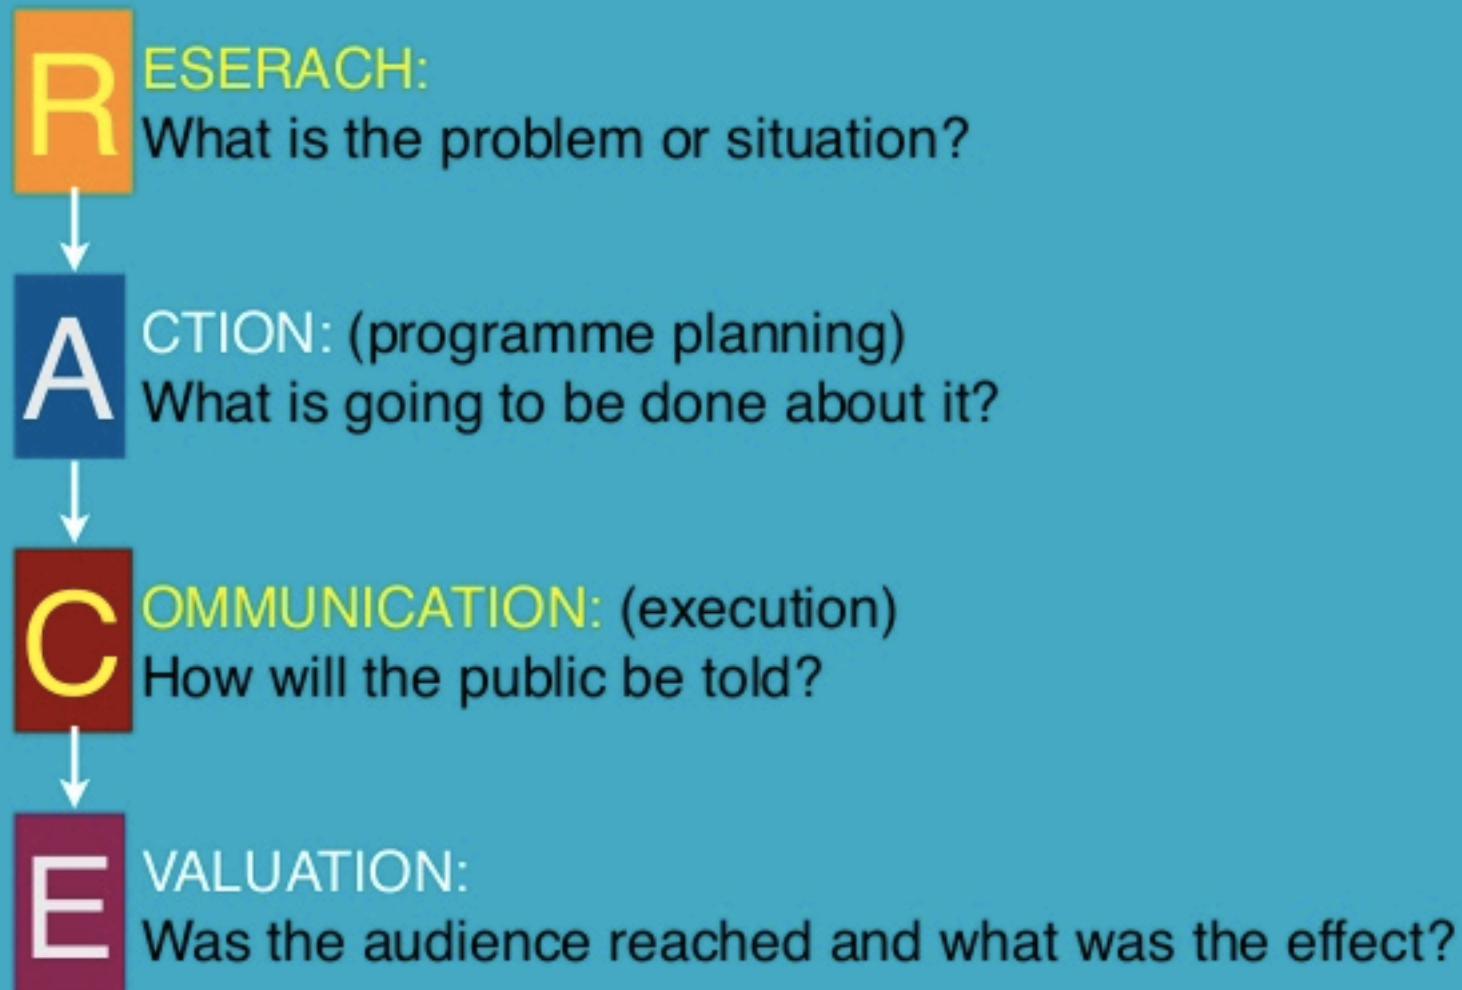 RESERACH:
What is the problem or situation?
ACTION: (programme planning)
What is going to be done about it?
COMMUNICATION: (execution)
How will the public be told?
EVALUATION:
Was the audience reached and what was the effect?